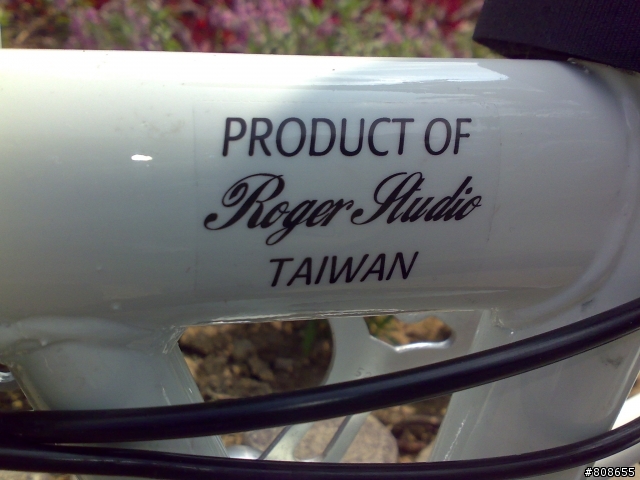 PRODUCT OF
Roger Studio
TAIWAN
#808655